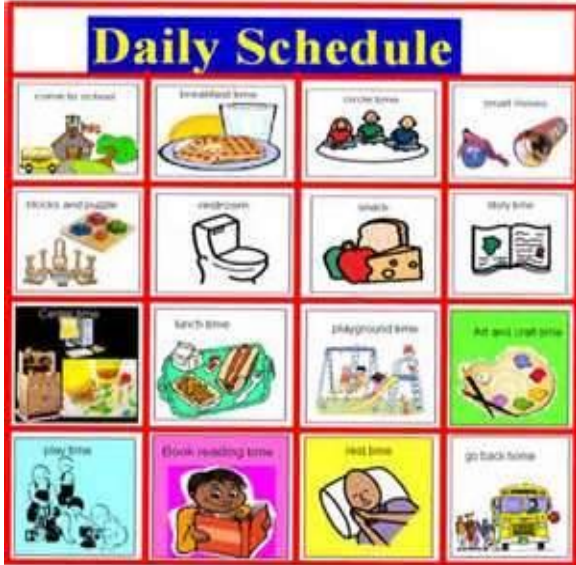 Daily Schedule
come to school
breakfast time
circle time
small moves
blocks and puzzle
restroom
snack
story time
Center time
lunch time
playground time
Art and craft time
play time
Book reading time
rest time
go back home